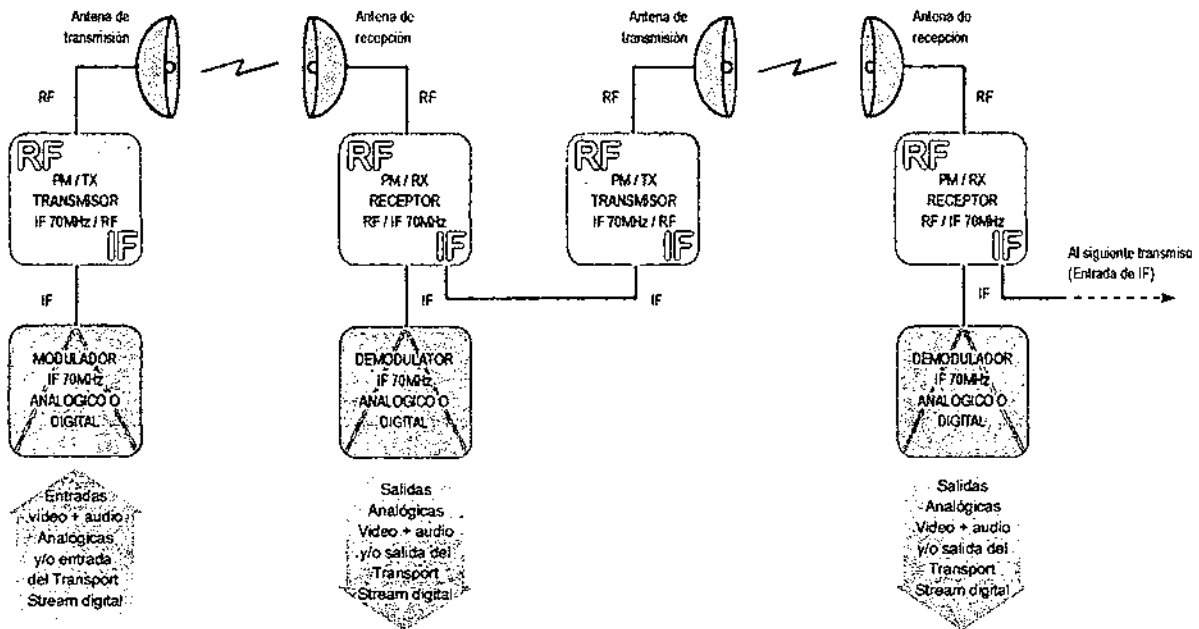 Antena de
transmisión
Antena de
recepción
Antena de
transmisión
Antena de
recepción
RF
RF
RF
RF
RF
PM / TX
TRANSMISOR
IF 70MHz / RF
IF
RF
PM / RX
RECEPTOR
RF / IF 70MHz
IF
RF
PM / TX
TRANSMISOR
IF 70MHz / RF
IF
RF
PM / RX
RECEPTOR
RF / IF 70MHz
IF
Al siguiente transmiso
(Entrada de IF)
IF
IF
IF
IF
MODULADOR
IF 70MHz
ANALOGICO O
DIGITAL
DEMODULATOR
IF 70MHz
ANALOGICO O
DIGITAL
DEMODULADOR
IF 70MHz
ANALOGICO O
DIGITAL
Entradas
video + audio
Analógicas
y/o entrada
del Transport
Stream digital
Salidas
Analógicas
Video + audio
y/o salida del
Transport
Stream digital
Salidas
Analógicas
Video + audio
y/o salida del
Transport
Stream digital